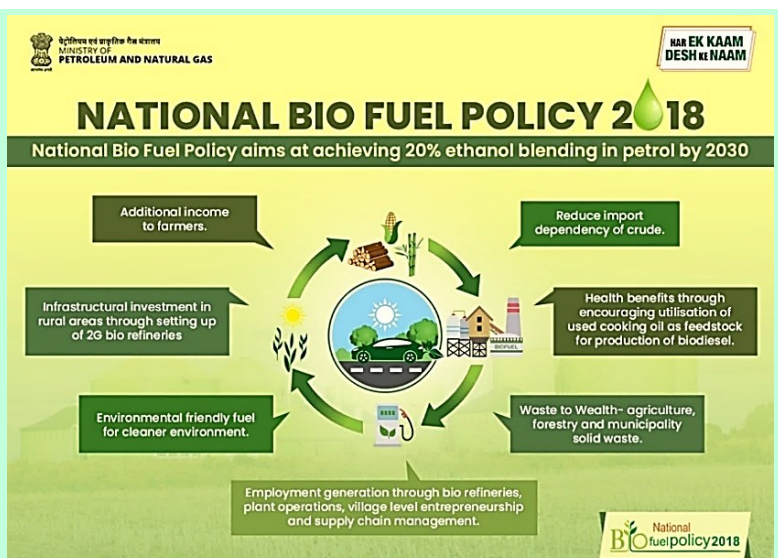 पेट्रोलियम एवं प्राकृतिक गैस मंत्रालय
MINISTRY OF
PETROLEUM AND NATURAL GAS
HAR EK KAAM
DESH KE NAAM
NATIONAL BIO FUEL POLICY 2018
National Bio Fuel Policy aims at achieving 20% ethanol blending in petrol by 2030
Additional income
to farmers.
Reduce import
dependency of crude.
Infrastructural investment in
rural areas through setting up
of 2G bio refineries
Health benefits through
encouraging utilisation of
used cooking oil as feedstock
for production of biodiesel.
BIOFUEL
Environmental friendly fuel
for cleaner environment.
Waste to Wealth- agriculture,
forestry and municipality
solid waste.
Employment generation through bio refineries,
plant operations, village level entrepreneurship
and supply chain management.
National
Bio fuelpolicy2018